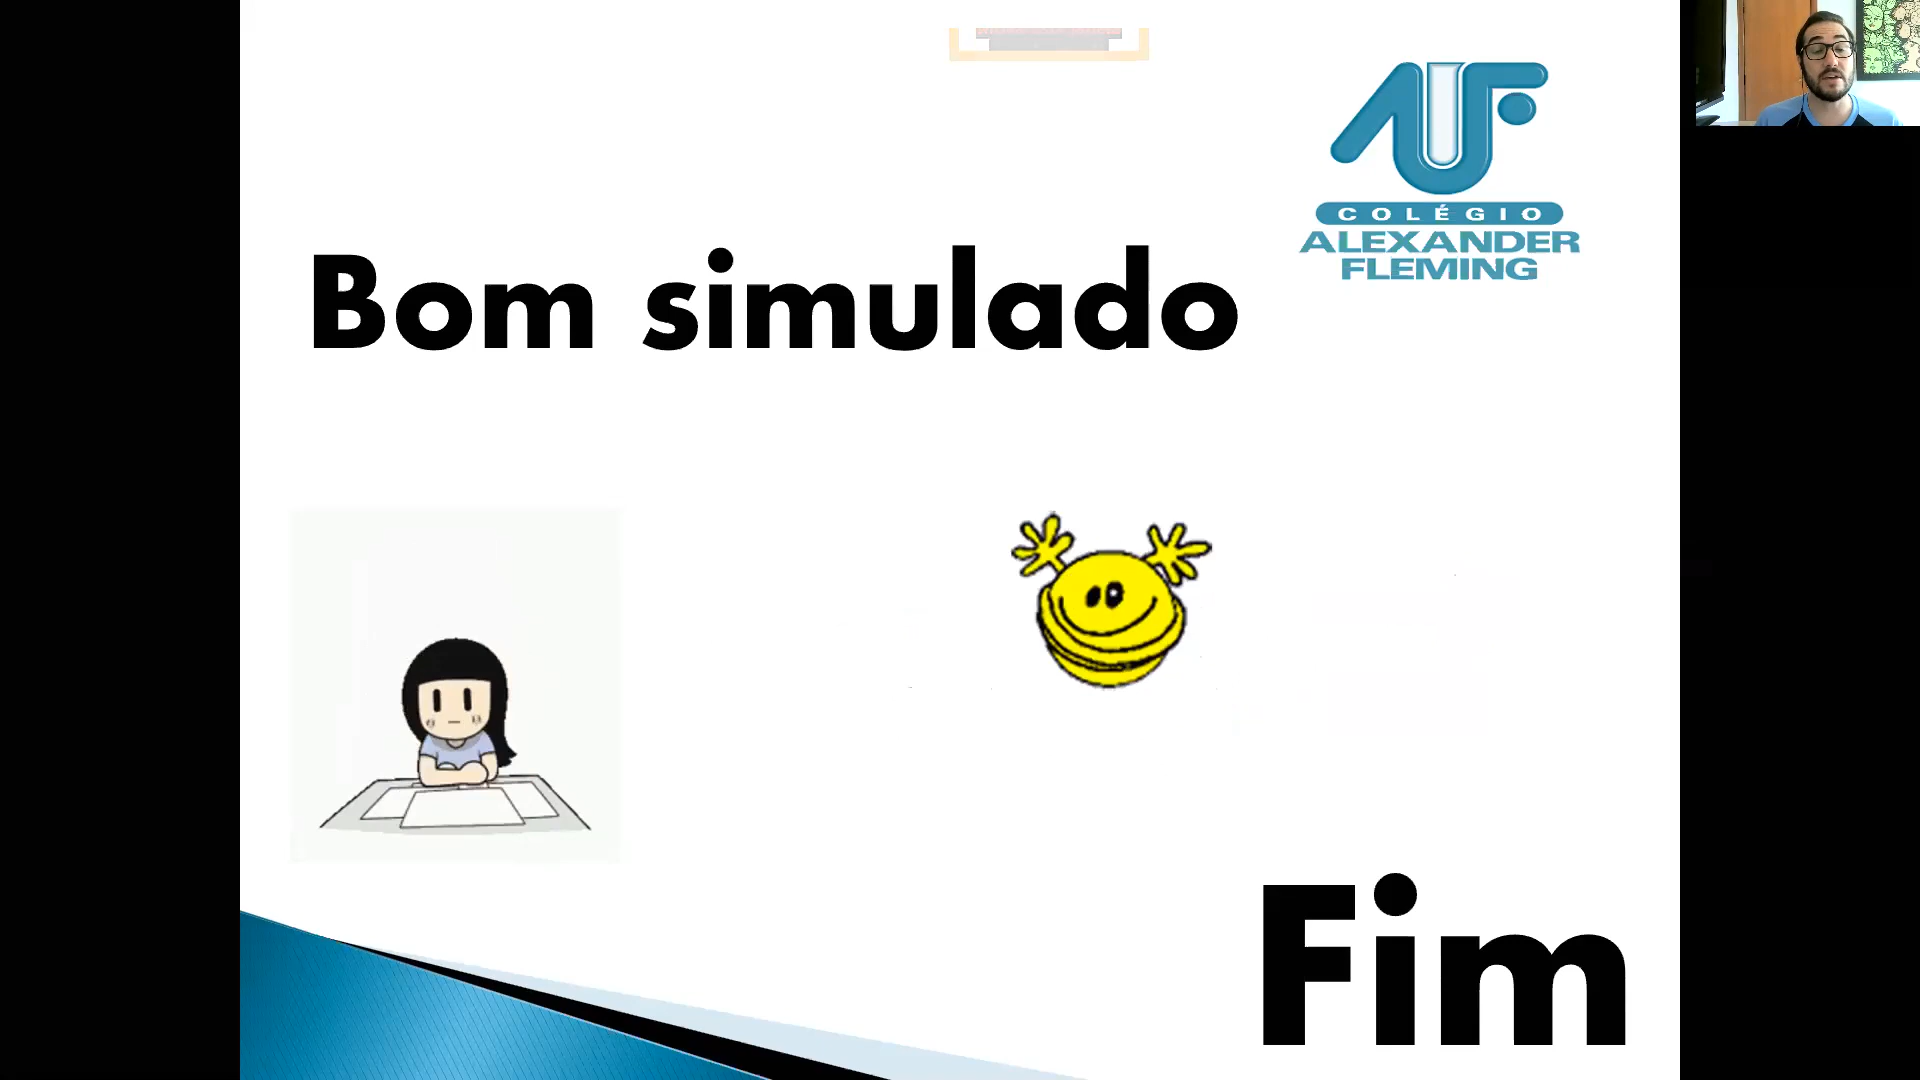 COLÉGIO
ALEXANDER
FLEMING
Bom simulado
Fim